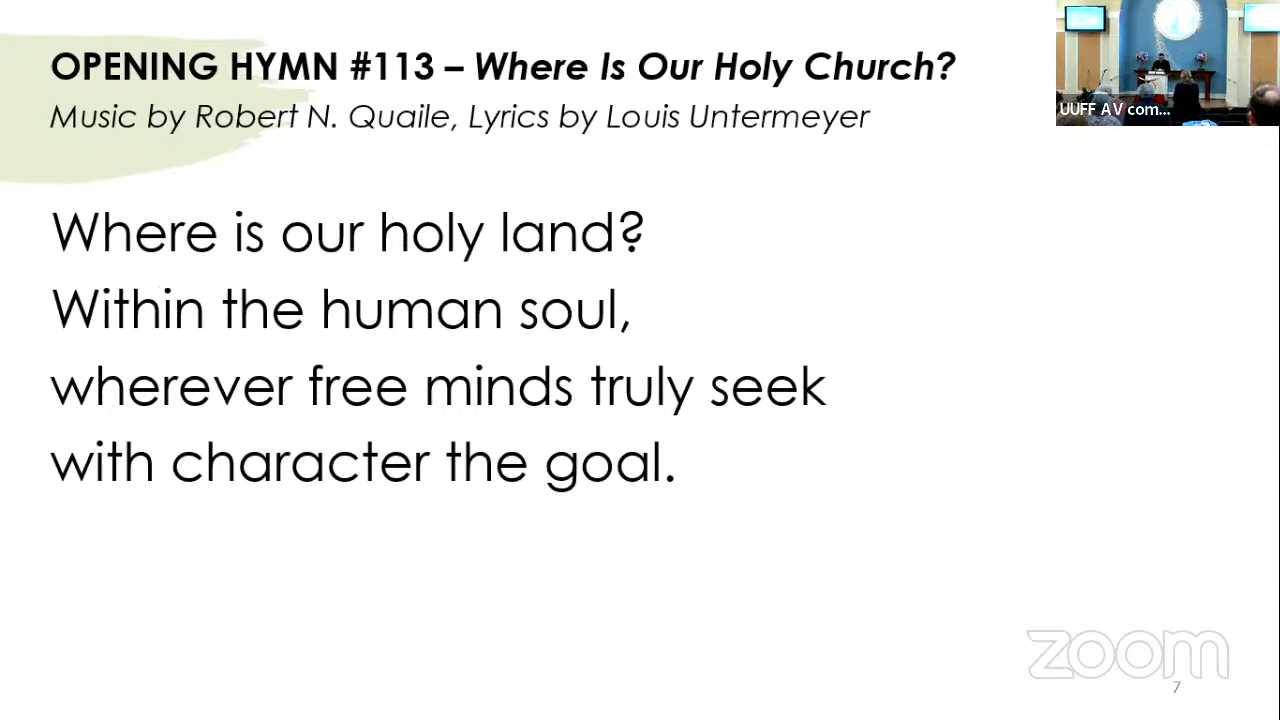 OPENING HYMN #113 – Where Is Our Holy Church?
Music by Robert N. Quaile, Lyrics by Louis Untermeyer
UUFF AV com...
Where is our holy land?
Within the human soul,
wherever free minds truly seek
with character the goal.
zoom
7